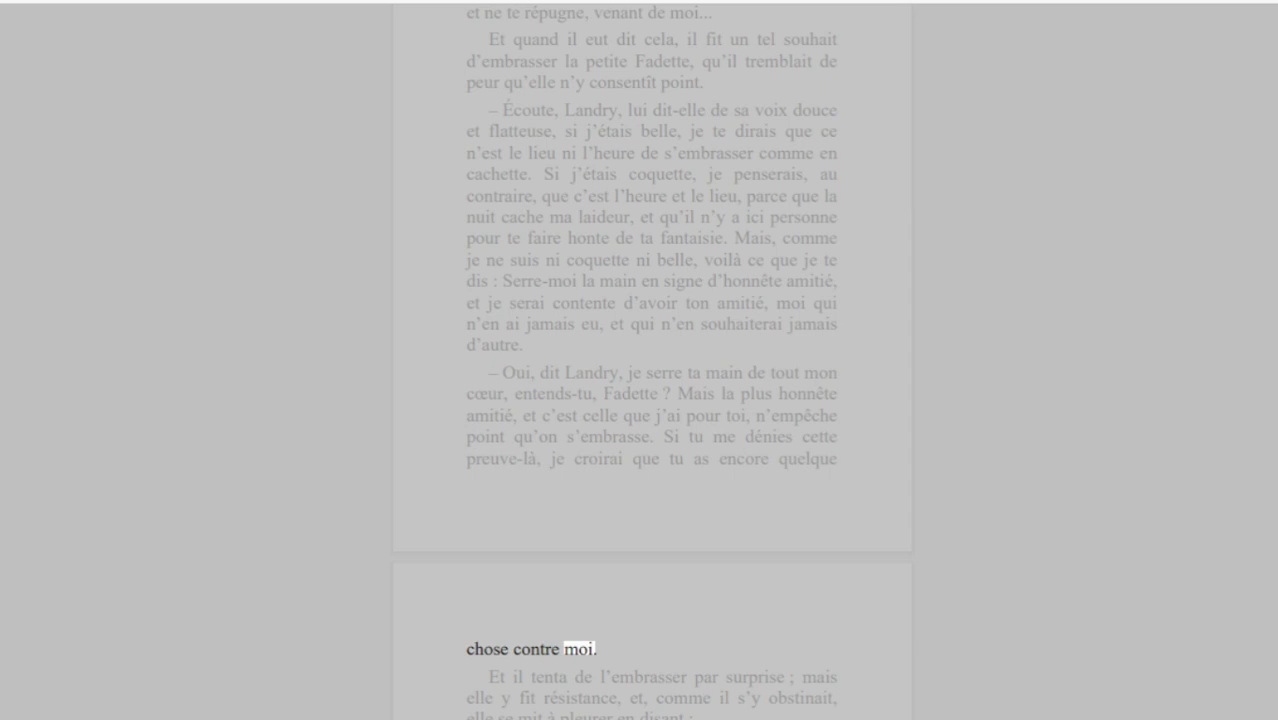 et ne te répugne, venant de moi...
Et quand il eut dit cela, il fit un tel souhait
d’embrasser la petite Fadette, qu’il tremblait de
peur qu’elle n’y consentît point.
– Écoute, Landry, lui dit-elle de sa voix douce
et flatteuse, si j’étais belle, je te dirais que ce
n’est le lieu ni l’heure de s’embrasser comme en
cachette. Si j’étais coquette, je penserais, au
contraire, que c’est l’heure et le lieu, parce que la
nuit cache ma laideur, et qu’il n’y a ici personne
pour te faire honte de ta fantaisie. Mais, comme
je ne suis ni coquette ni belle, voilà ce que je te
dis : Serre-moi la main en signe d’honnête amitié,
et je serai contente d’avoir ton amitié, moi qui
n’en ai jamais eu, et qui n’en souhaiterai jamais
d’autre.
– Oui, dit Landry, je serre ta main de tout mon
cœur, entends-tu, Fadette ? Mais la plus honnête
amitié, et c’est celle que j’ai pour toi, n’empêche
point qu’on s’embrasse. Si tu me dénies cette
preuve-là, je croirai que tu as encore quelque
chose contre moi.
Et il tenta de l’embrasser par surprise ; mais
elle y fit résistance, et, comme il s’y obstinait,
elle se mit à pleurer en disant :